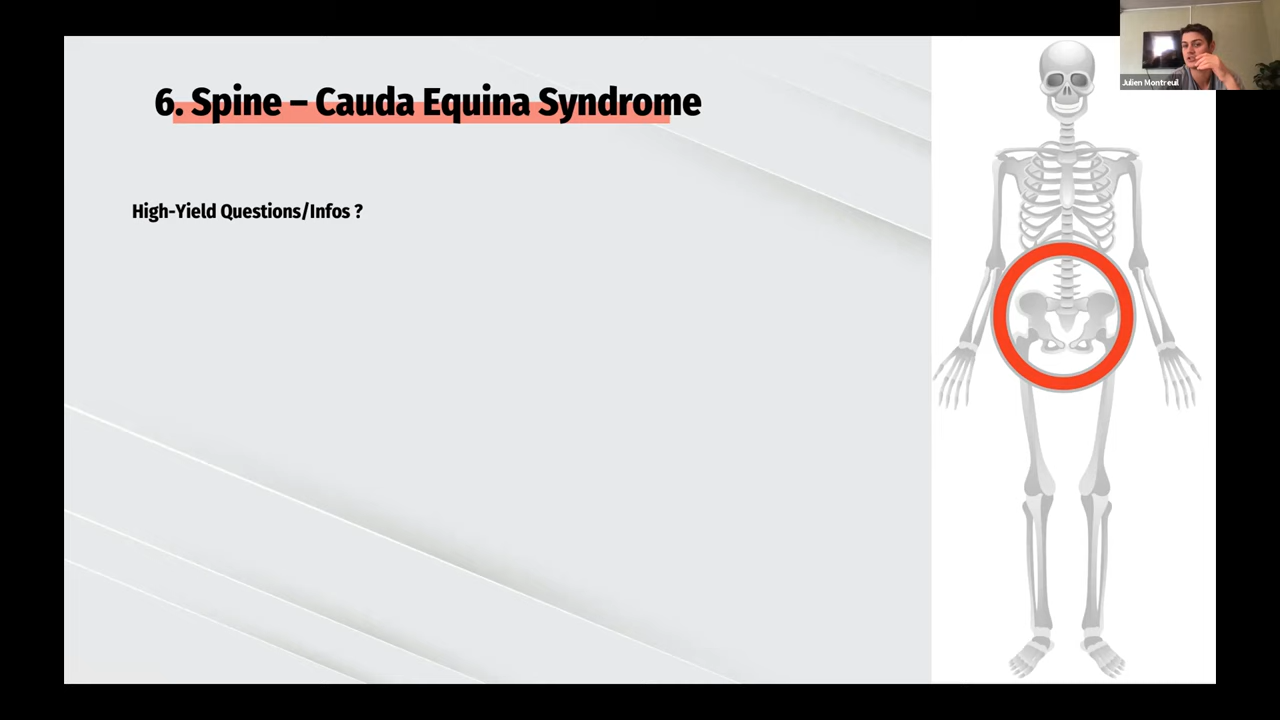 6. Spine – Cauda Equina Syndrome
High-Yield Questions/Infos ?
Julien Montreuil